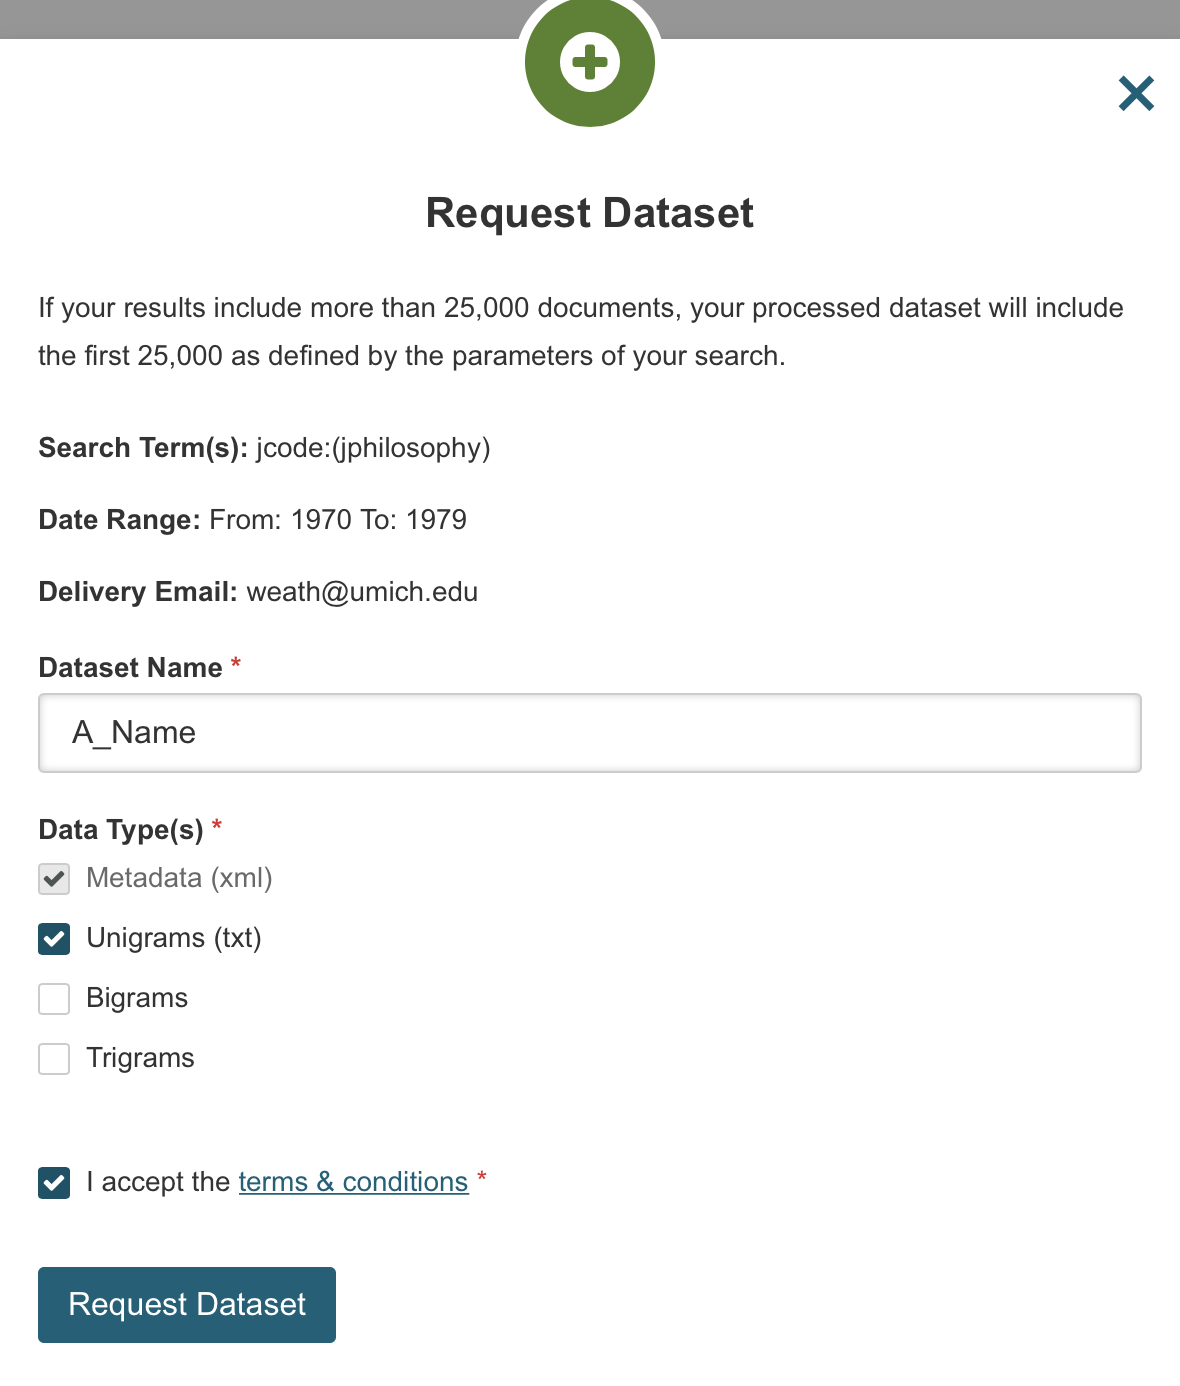 Request Dataset
If your results include more than 25,000 documents, your processed dataset will include
the first 25,000 as defined by the parameters of your search.
Search Term(s): jcode:(jphilosophy)
Date Range: From: 1970 To: 1979
Delivery Email: weath@umich.edu
Dataset Name *
A_Name
Data Type(s) *
Metadata (xml)
Unigrams (txt)
Bigrams
Trigrams
I accept the terms & conditions *
Request Dataset